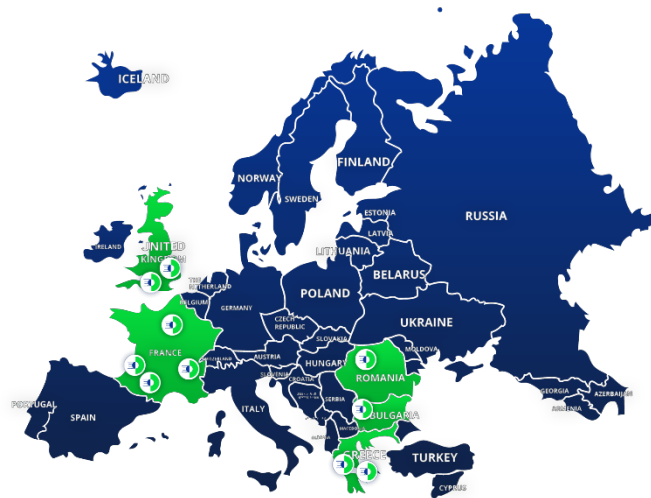 ICELAND
FINLAND
NORWAY
SWEDEN
RUSSIA
ESTONIA
LATVIA
LITHUANIA
IRELAND
UNITED
KINGDOM
BELARUS
THE
NETHERLAND
POLAND
BELGIUM
GERMANY
UKRAINE
CZECH
REPUBLIC
SLOVAKIA
MOLDOVA
FRANCE
AUSTRIA
HUNGARY
SLOVENIA
ROMANIA
CROATIA
GEORGIA
AZERBAIJAN
SERBIA
PORTUGAL
SPAIN
ITALY
ARMENIA
BULGARIA
GREECE
TURKEY
CYPRUS